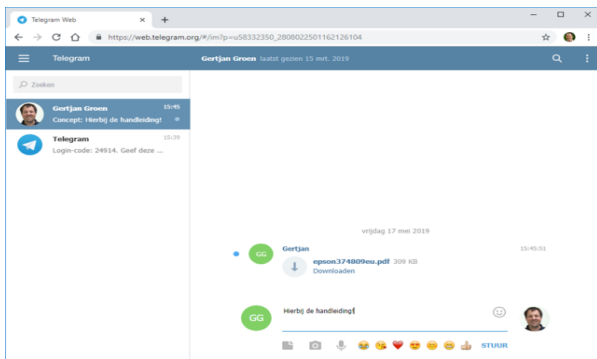 Telegram Web
https://web.telegram.org/#/im?p=u58332350_2808022501162126104
Telegram
Gertjan Groen laatst gezien 15 mrt. 2019
Zoeken
Gertjan Groen 15:45
Concept: Hierbij de handleiding!
Telegram 15:39
Login-code: 24914. Geef deze ...
vrijdag 17 mei 2019
GG Gertjan 15:45:51
epson374809eu.pdf 309 KB
Downloaden
GG Hierbij de handleiding!
STUUR